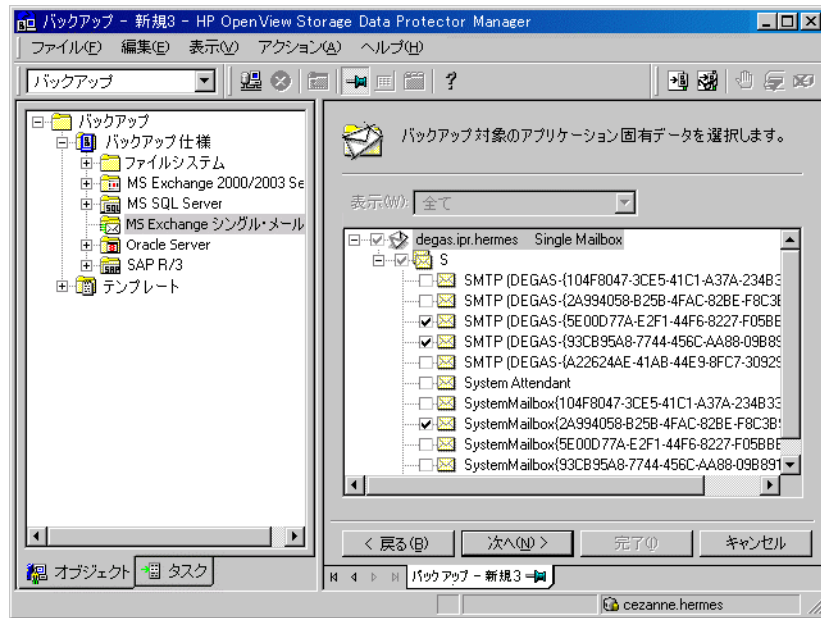 バックアップ - 新規3 - HP OpenView Storage Data Protector Manager
ファイル(F) 編集(E) 表示(V) アクション(A) ヘルプ(H)
バックアップ
バックアップ
バックアップ仕様
ファイルシステム
MS Exchange 2000/2003 Se
MS SQL Server
MS Exchange シングル・メール
Oracle Server
SAP R/3
テンプレート
オブジェクト タスク
バックアップ対象のアプリケーション固有データを選択します。
表示(W): 全て
degas.ipr.hermes Single Mailbox
S
SMTP (DEGAS-{104F8047-3CE5-41C1-A37A-234B3
SMTP (DEGAS-{2A994058-B25B-4FAC-82BE-F8C3B
SMTP (DEGAS-{5E00D77A-E2F1-44F6-8227-F05BB
SMTP (DEGAS-{93CB95A8-7744-456C-AA88-09B89
SMTP (DEGAS-{A22624AE-41AB-44E9-8FC7-30929
System Attendant
SystemMailbox{104F8047-3CE5-41C1-A37A-234B33
SystemMailbox{2A994058-B25B-4FAC-82BE-F8C3B
SystemMailbox{5E00D77A-E2F1-44F6-8227-F05BBE
SystemMailbox{93CB95A8-7744-456C-AA88-09B891
< 戻る(B) 次へ(N) > 完了(I) キャンセル
バックアップ - 新規3
cezanne.hermes